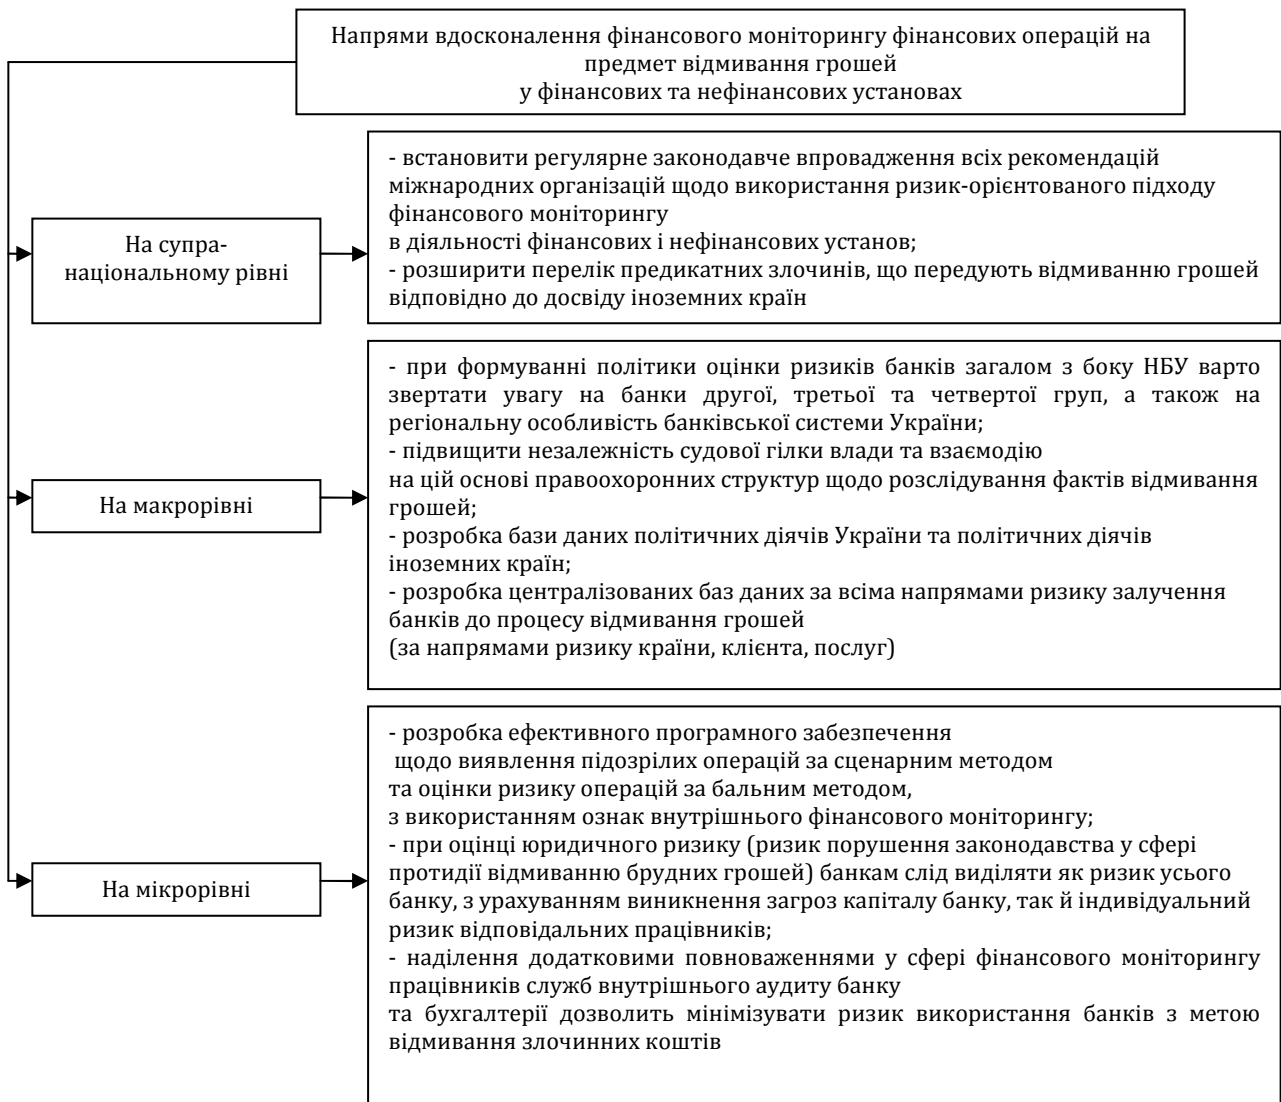 Напрями вдосконалення фінансового моніторингу фінансових операцій на
предмет відмивання грошей
у фінансових та нефінансових установах
На супра-
національному рівні
- встановити регулярне законодавче впровадження всіх рекомендацій
міжнародних організацій щодо використання ризик-орієнтованого підходу
фінансового моніторингу
в діяльності фінансових і нефінансових установ;
- розширити перелік предикатних злочинів, що передують відмиванню грошей
відповідно до досвіду іноземних країн
На макрорівні
- при формуванні політики оцінки ризиків банків загалом з боку НБУ варто
звертати увагу на банки другої, третьої та четвертої груп, а також на
регіональну особливість банківської системи України;
- підвищити незалежність судової гілки влади та взаємодію
на цій основі правоохоронних структур щодо розслідування фактів відмивання
грошей;
- розробка бази даних політичних діячів України та політичних діячів
іноземних країн;
- розробка централізованих баз даних за всіма напрямами ризику залучення
банків до процесу відмивання грошей
(за напрямами ризику країни, клієнта, послуг)
На мікрорівні
- розробка ефективного програмного забезпечення
щодо виявлення підозрілих операцій за сценарним методом
та оцінки ризику операцій за бальним методом,
з використанням ознак внутрішнього фінансового моніторингу;
- при оцінці юридичного ризику (ризик порушення законодавства у сфері
протидії відмиванню брудних грошей) банкам слід виділяти як ризик усього
банку, з урахуванням виникнення загроз капіталу банку, так й індивідуальний
ризик відповідальних працівників;
- наділення додатковими повноваженнями у сфері фінансового моніторингу
працівників служб внутрішнього аудиту банку
та бухгалтерії дозволить мінімізувати ризик використання банків з метою
відмивання злочинних коштів